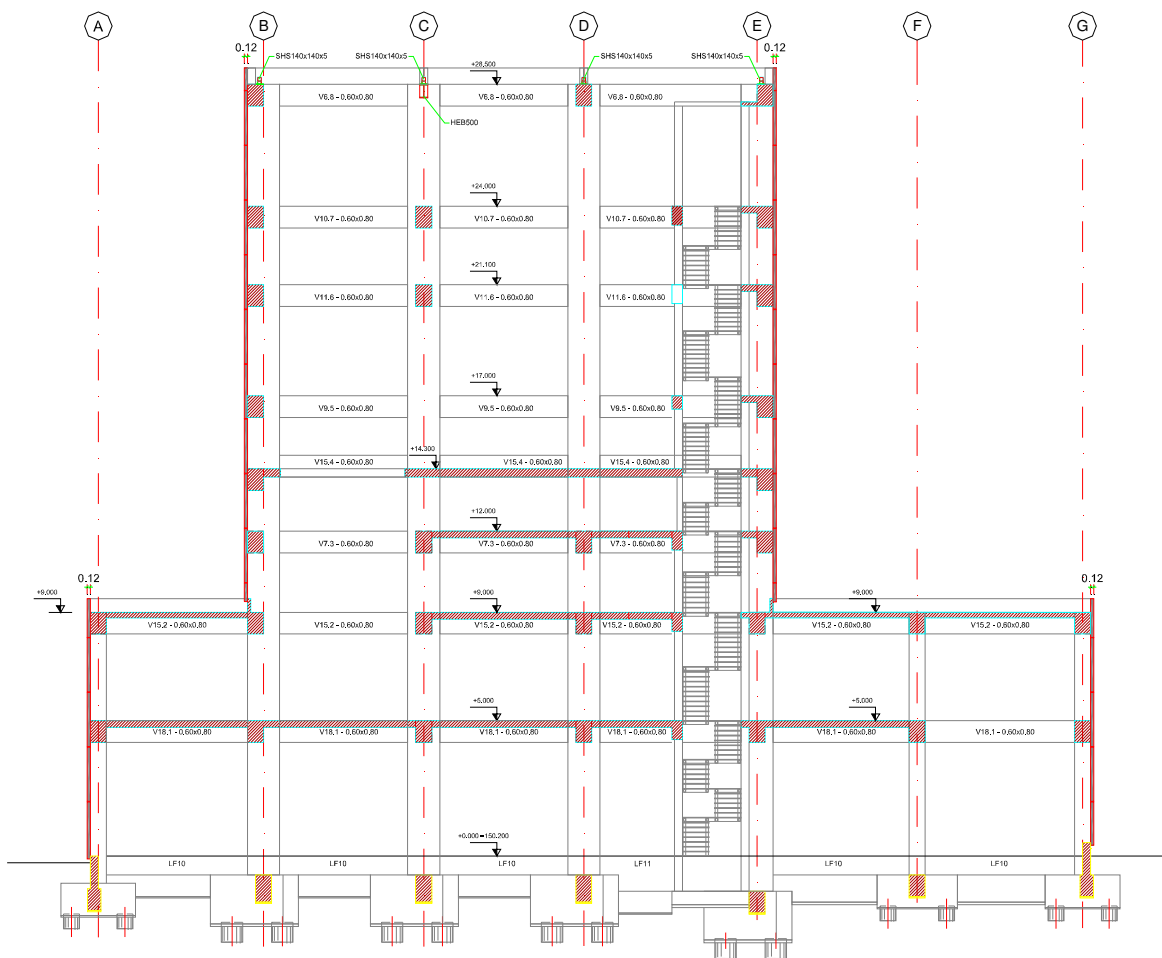 A B C D E F G
0.12 SHS140x140x5 SHS140x140x5 SHS140x140x5 SHS140x140x5 0.12
+28,500
V6,8 - 0,60x0,80 V6,8 - 0,60x0,80 V6,8 - 0,60x0,80
HEB500
+24,000
V10,7 - 0,60x0,80 V10,7 - 0,60x0,80 V10,7 - 0,60x0,80
+21,100
V11,6 - 0,60x0,80 V11,6 - 0,60x0,80 V11,6 - 0,60x0,80
+17,000
V9,5 - 0,60x0,80 V9,5 - 0,60x0,80 V9,5 - 0,60x0,80
+14,300
V15,4 - 0,60x0,80 V15,4 - 0,60x0,80 V15,4 - 0,60x0,80
+12,000
V7,3 - 0,60x0,80 V7,3 - 0,60x0,80 V7,3 - 0,60x0,80
0.12 0.12
+9,000 +9,000 +9,000
V15,2 - 0,60x0,80 V15,2 - 0,60x0,80 V15,2 - 0,60x0,80 V15,2 - 0,60x0,80 V15,2 - 0,60x0,80 V15,2 - 0,60x0,80
+5,000 +5,000
V18,1 - 0,60x0,80 V18,1 - 0,60x0,80 V18,1 - 0,60x0,80 V18,1 - 0,60x0,80 V18,1 - 0,60x0,80 V18,1 - 0,60x0,80
+0.000=150.200
LF10 LF10 LF10 LF11 LF10 LF10